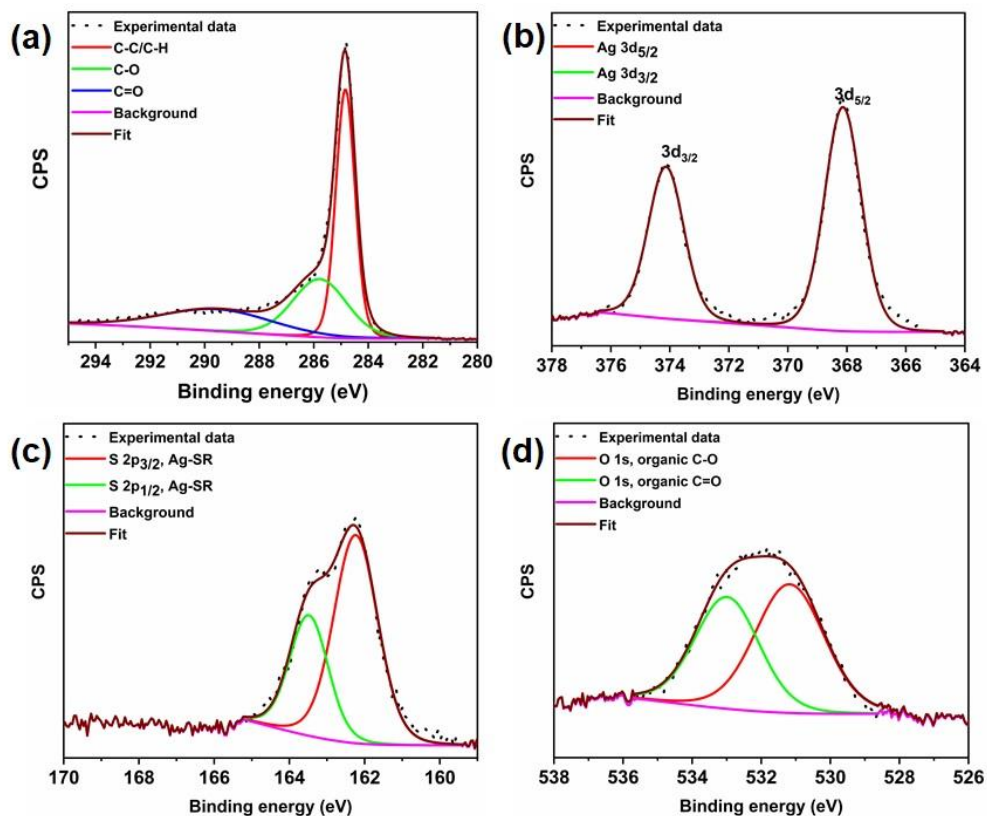 (a)
Experimental data
C-C/C-H
C-O
C=O
Background
Fit
CPS
294 292 290 288 286 284 282 280
Binding energy (eV)
(b)
Experimental data
Ag 3d5/2
Ag 3d3/2
Background
Fit
3d3/2
3d5/2
CPS
378 376 374 372 370 368 366 364
Binding energy (eV)
(c)
Experimental data
S 2p3/2, Ag-SR
S 2p1/2, Ag-SR
Background
Fit
CPS
170 168 166 164 162 160
Binding energy (eV)
(d)
Experimental data
O 1s, organic C-O
O 1s, organic C=O
Background
Fit
CPS
538 536 534 532 530 528 526
Binding energy (eV)